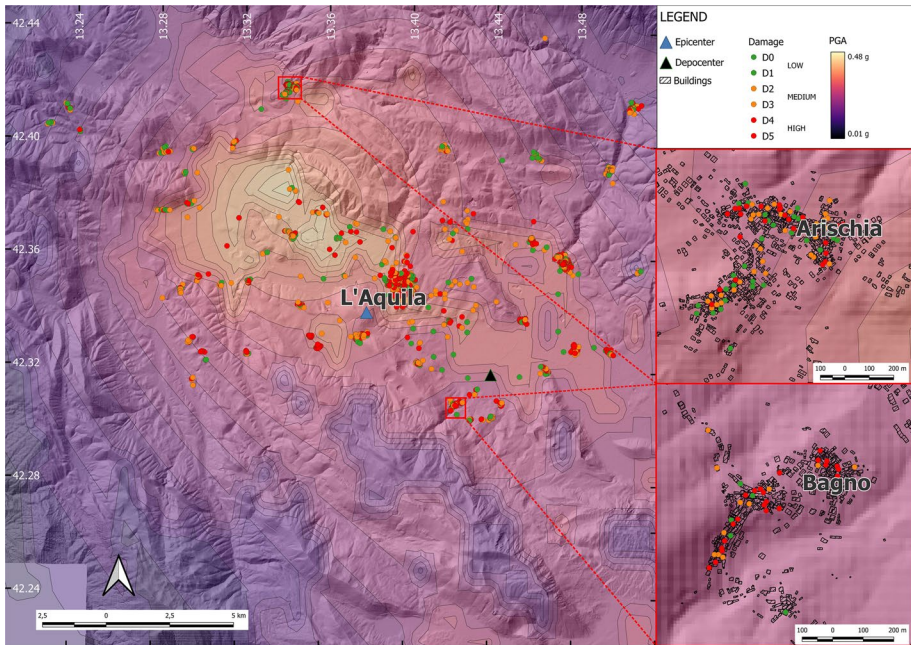 42.44
13.24
13.28
13.32
13.36
13.40
13.44
13.48
42.40
42.36
42.32
42.28
42.24
L'Aquila
2,5 0 2,5 5 km
LEGEND
Epicenter
Depocenter
Buildings
Damage
D0
D1
LOW
D2
D3
MEDIUM
D4
D5
HIGH
PGA
0.48 g
0.01 g
Arischia
100 0 100 200 m
Bagno
100 0 100 200 m